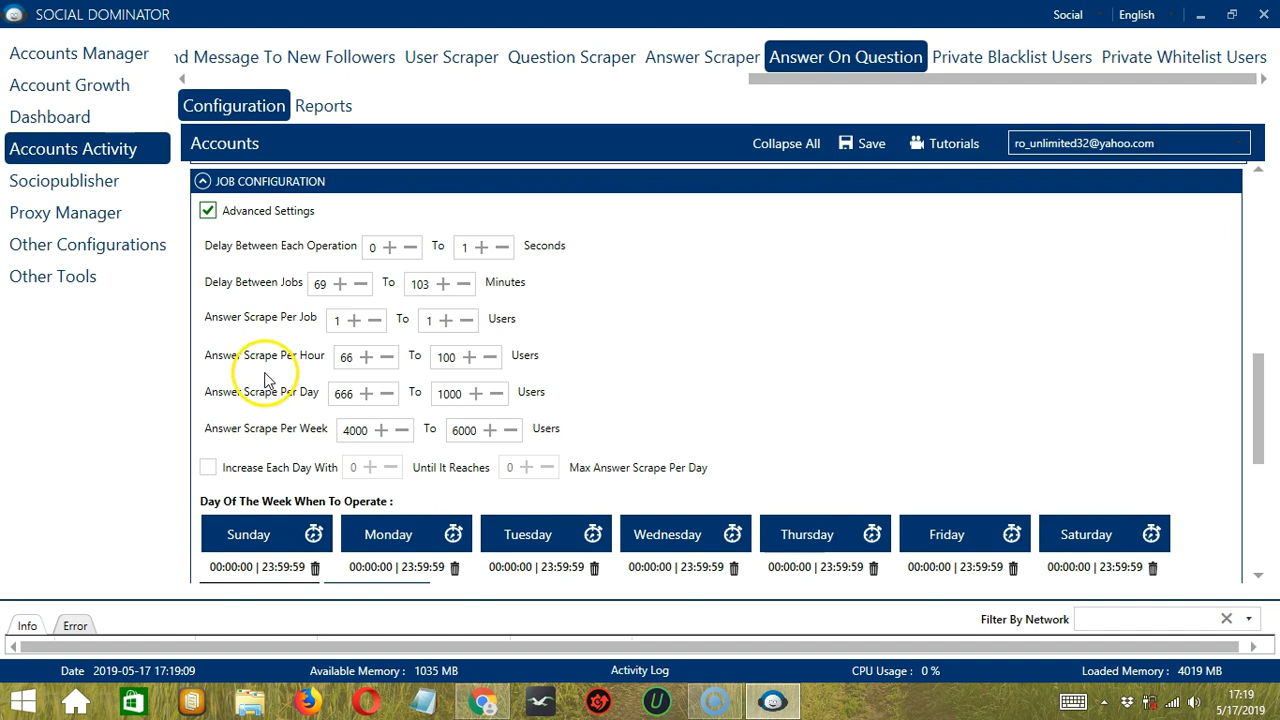 SOCIAL DOMINATOR
Social
English
Accounts Manager
Account Growth
Dashboard
Accounts Activity
Sociopublisher
Proxy Manager
Other Configurations
Other Tools
nd Message To New Followers User Scraper Question Scraper Answer Scraper Answer On Question Private Blacklist Users Private Whitelist Users
Configuration Reports
Accounts
Collapse All Save Tutorials ro_unlimited32@yahoo.com
JOB CONFIGURATION
Advanced Settings
Delay Between Each Operation 0 To 1 Seconds
Delay Between Jobs 69 To 103 Minutes
Answer Scrape Per Job 1 To 1 Users
Answer Scrape Per Hour 66 To 100 Users
Answer Scrape Per Day 666 To 1000 Users
Answer Scrape Per Week 4000 To 6000 Users
Increase Each Day With 0 Until It Reaches 0 Max Answer Scrape Per Day
Day Of The Week When To Operate :
Sunday Monday Tuesday Wednesday Thursday Friday Saturday
00:00:00 | 23:59:59 00:00:00 | 23:59:59 00:00:00 | 23:59:59 00:00:00 | 23:59:59 00:00:00 | 23:59:59 00:00:00 | 23:59:59 00:00:00 | 23:59:59
Info Error
Filter By Network
Date 2019-05-17 17:19:09 Available Memory : 1035 MB Activity Log CPU Usage : 0 % Loaded Memory : 4019 MB
17:19
5/17/2019